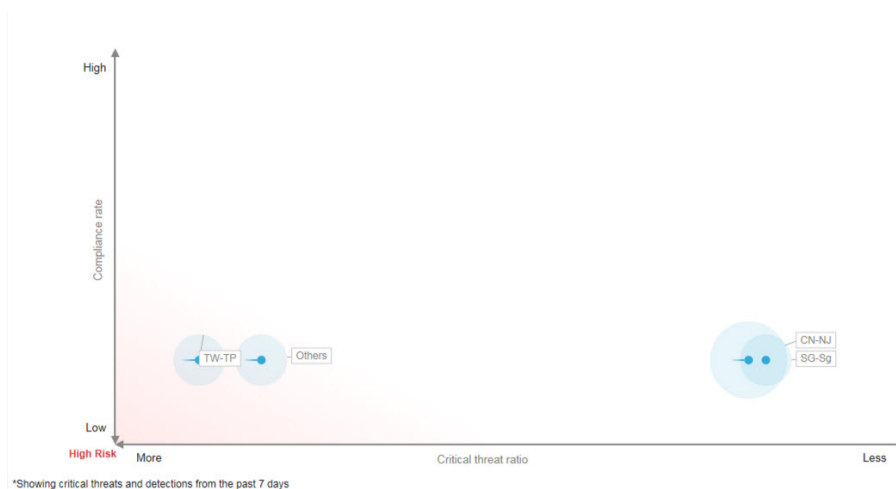 High
Compliance rate
CN-NJ
TW-TP
Others
SG-Sg
Low
High Risk
More
Critical threat ratio
Less
*Showing critical threats and detections from the past 7 days